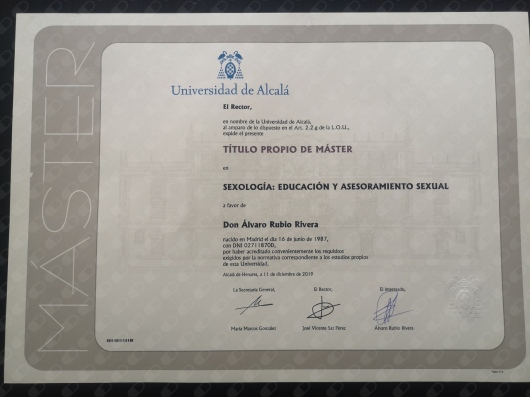 MÁSTER
Universidad de Alcalá
El Rector,
en nombre de la Universidad de Alcalá,
al amparo de lo dispuesto en el Art. 2.2.g de la L.O.U.,
expide el presente
TÍTULO PROPIO DE MÁSTER
en
SEXOLOGÍA: EDUCACIÓN Y ASESORAMIENTO SEXUAL
a favor de
Don Álvaro Rubio Rivera
nacido en Madrid el día 16 de junio de 1987,
con DNI 02711870B,
por haber acreditado convenientemente los requisitos
exigidos por la normativa correspondiente a los estudios propios
de esta Universidad.
Alcalá de Henares, a 11 de diciembre de 2019
La Secretaria General,
El Rector,
El interesado,
María Marcos González
José Vicente Saz Pérez
Álvaro Rubio Rivera